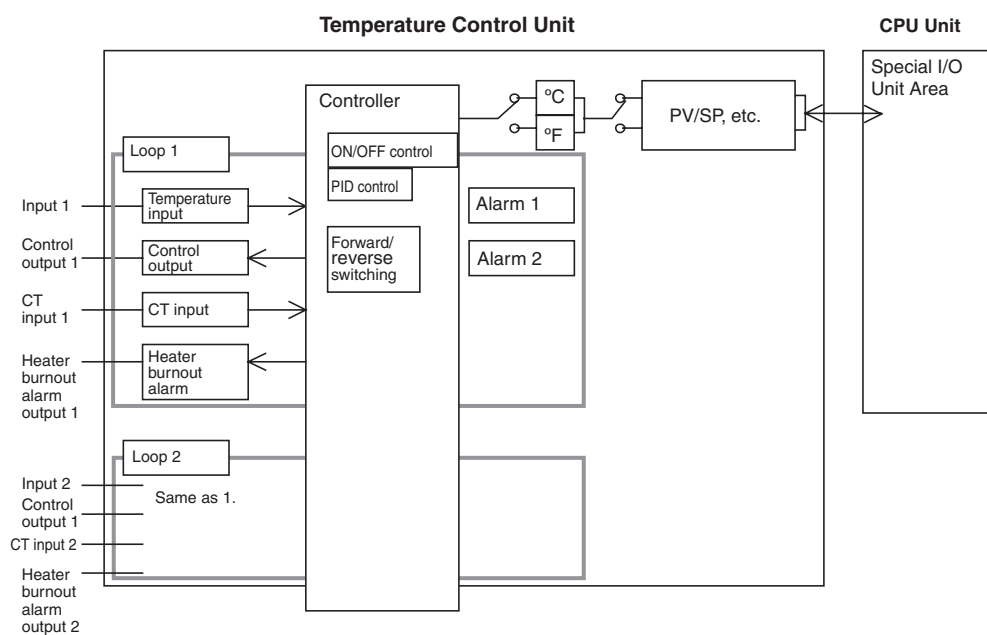 Temperature Control Unit
CPU Unit
Special I/O
Unit Area
Controller
ºC
ºF
PV/SP, etc.
ON/OFF control
PID control
Forward/
reverse
switching
Loop 1
Input 1
Temperature
input
Control
output 1
Control
output
CT
input 1
CT input
Heater
burnout
alarm
output 1
Heater
burnout
alarm
Alarm 1
Alarm 2
Loop 2
Same as 1.
Input 2
Control
output 1
CT input 2
Heater
burnout
alarm
output 2